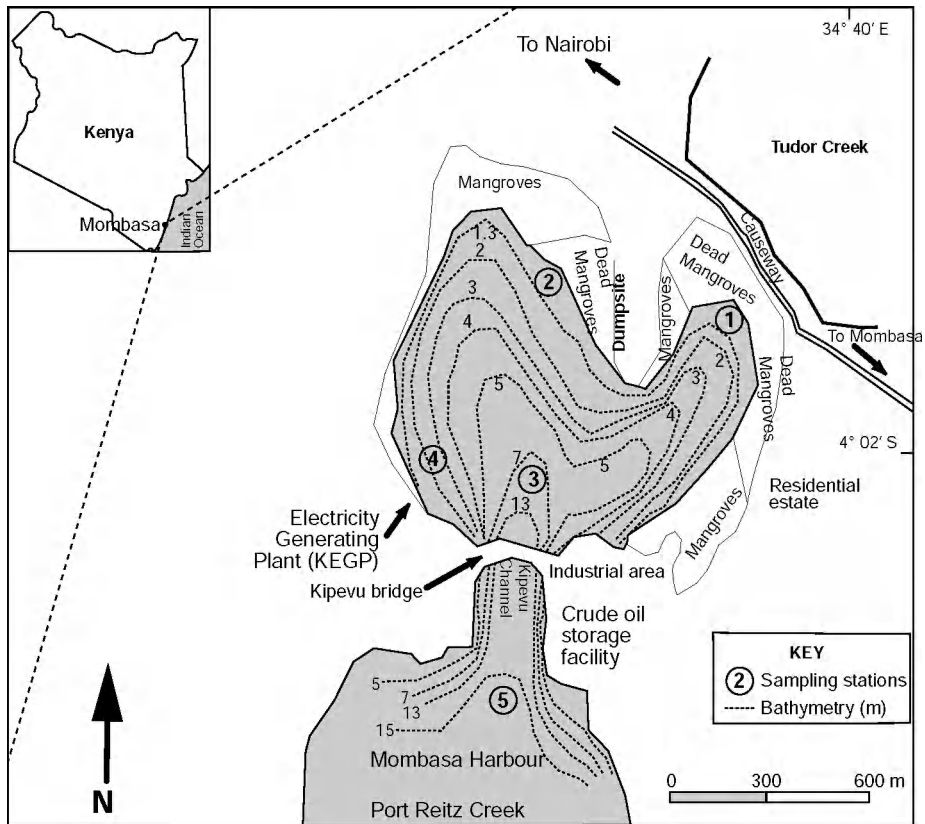 34° 40' E
To Nairobi
Kenya
Tudor Creek
Mangroves
Mombasa
Indian
Ocean
Causeway
1.3
2
Dead
Mangroves
2
Dead
Mangroves
Dumpsite
Mangroves
1
3
4
To Mombasa
2
3
Dead
Mangroves
5
4
4° 02' S
4
7
3
5
13
Residential
estate
Mangroves
Electricity
Generating
Plant (KEGP)
Kipevu bridge
Industrial area
Kipevu
Channel
Crude oil
storage
facility
KEY
2 Sampling stations
Bathymetry (m)
5
7
13
15
5
Mombasa Harbour
Port Reitz Creek
N
0 300 600 m